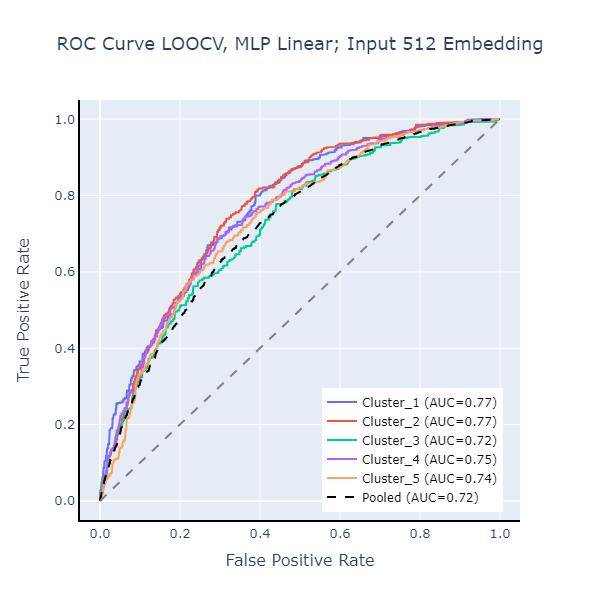 ROC Curve LOOCV, MLP Linear; Input 512 Embedding
True Positive Rate
1.0
0.8
0.6
0.4
0.2
0.0
Cluster_1 (AUC=0.77)
Cluster_2 (AUC=0.77)
Cluster_3 (AUC=0.72)
Cluster_4 (AUC=0.75)
Cluster_5 (AUC=0.74)
Pooled (AUC=0.72)
0.0 0.2 0.4 0.6 0.8 1.0
False Positive Rate